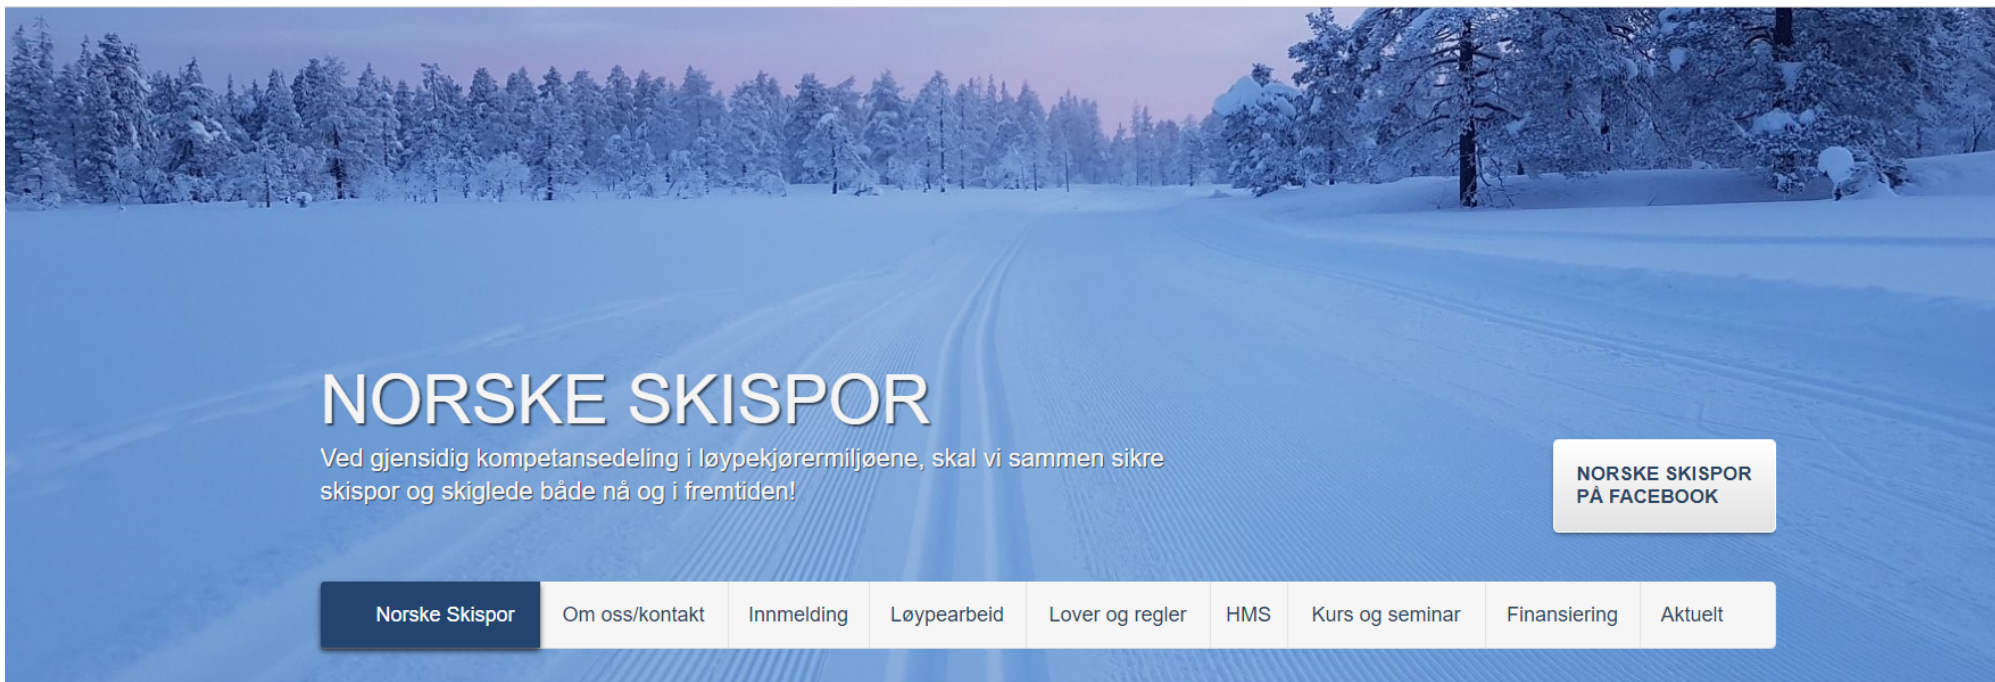 NORSKE SKISPOR
Ved gjensidig kompetansedeling i løypekjørermiljøene, skal vi sammen sikre
skispor og skiglede både nå og i fremtiden!
NORSKE SKISPOR
PÅ FACEBOOK
Norske Skispor Om oss/kontakt Innmelding Løypearbeid Lover og regler HMS Kurs og seminar Finansiering Aktuelt